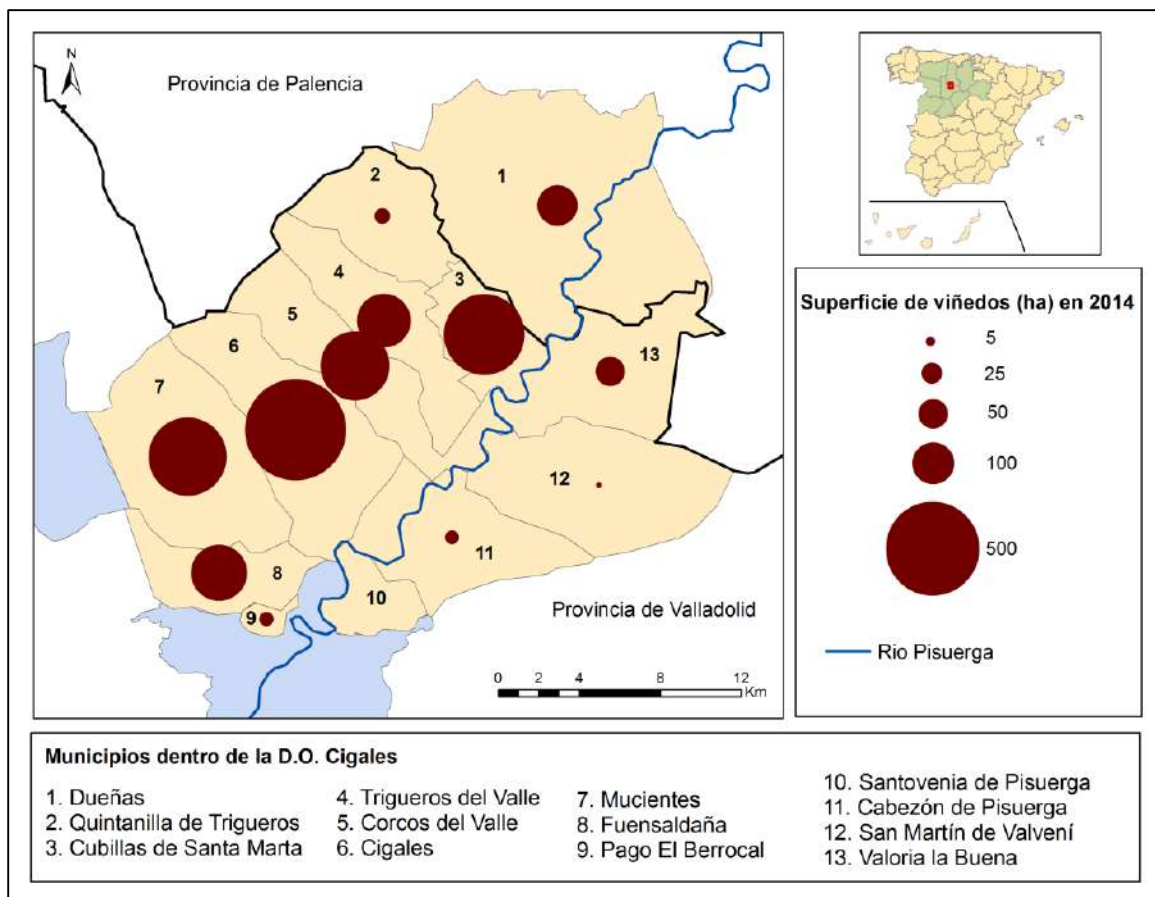 N
Provincia de Palencia
1
2
3
4
5
6
7
8
9
10
11
12
13
Provincia de Valladolid
0 2 4 8 12
Km
Superficie de viñedos (ha) en 2014
5
25
50
100
500
Rio Pisuerga
Municipios dentro de la D.O. Cigales
1. Dueñas
2. Quintanilla de Trigueros
3. Cubillas de Santa Marta
4. Trigueros del Valle
5. Corcos del Valle
6. Cigales
7. Mucientes
8. Fuensaldaña
9. Pago El Berrocal
10. Santovenia de Pisuerga
11. Cabezón de Pisuerga
12. San Martín de Valvení
13. Valoria la Buena